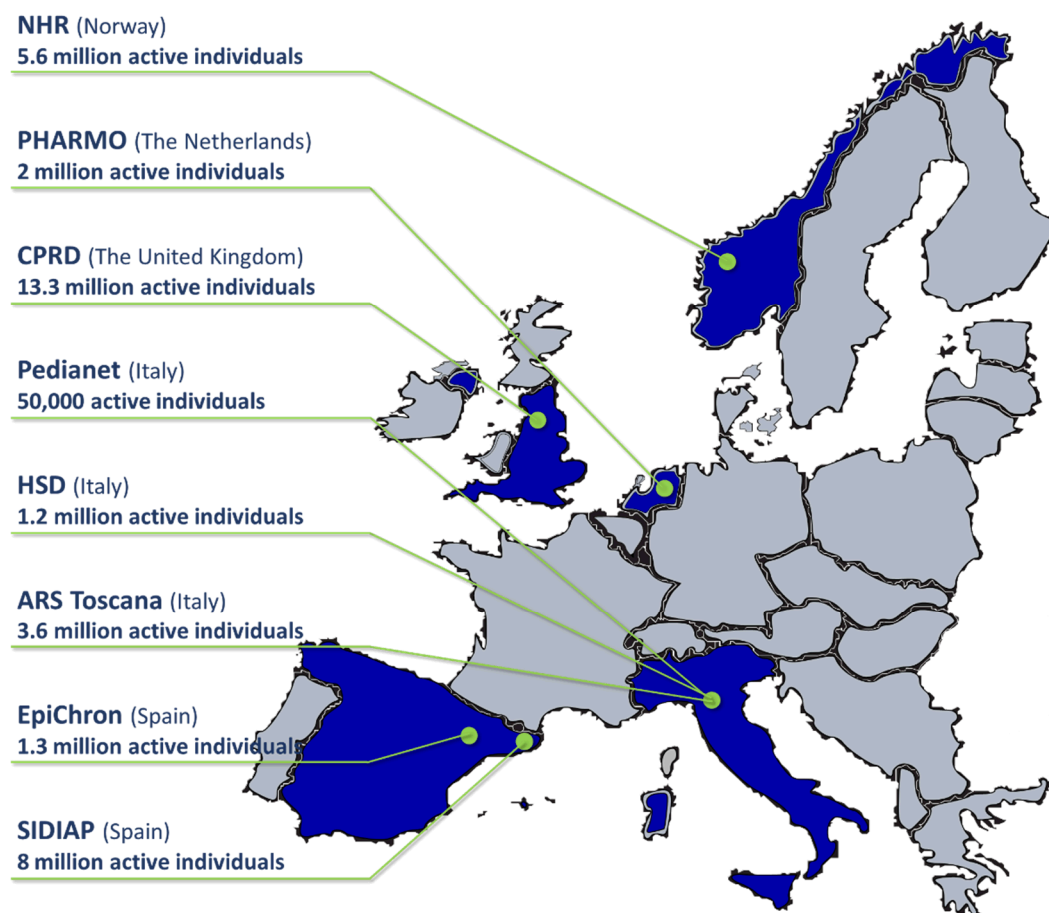 NHR (Norway)
5.6 million active individuals
PHARMO (The Netherlands)
2 million active individuals
CPRD (The United Kingdom)
13.3 million active individuals
Pedianet (Italy)
50,000 active individuals
HSD (Italy)
1.2 million active individuals
ARS Toscana (Italy)
3.6 million active individuals
EpiChron (Spain)
1.3 million active individuals
SIDIAP (Spain)
8 million active individuals